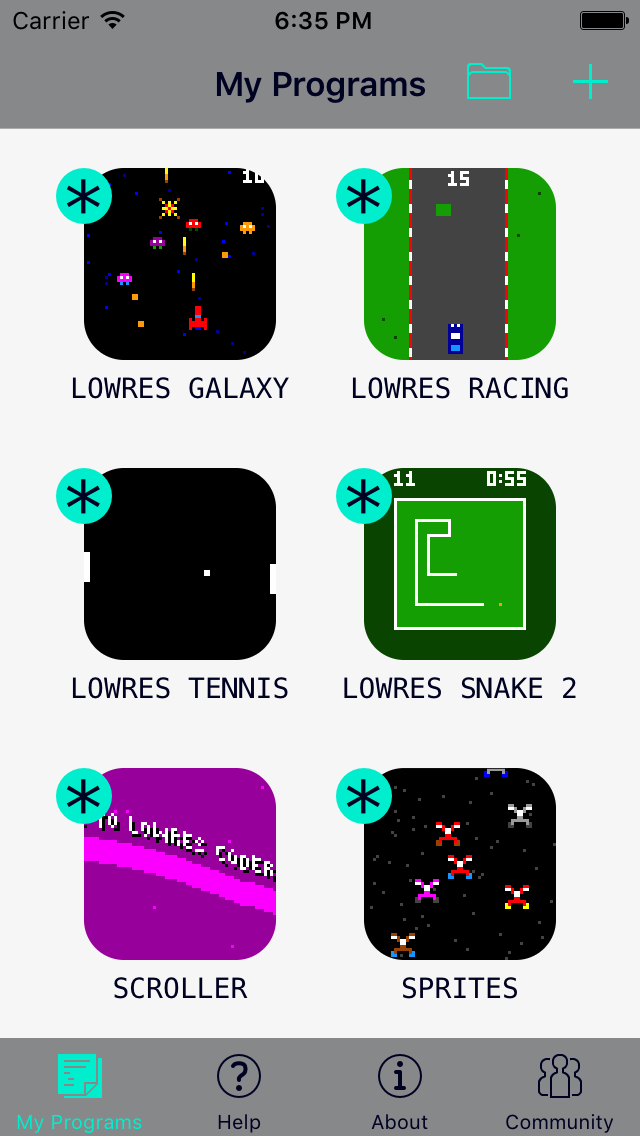 Carrier 6:35 PM
My Programs
15
LOWRES GALAXY LOWRES RACING
11 0:55
LOWRES TENNIS LOWRES SNAKE 2
TO LOWRES CODER
SCROLLER SPRITES
My Programs Help About Community